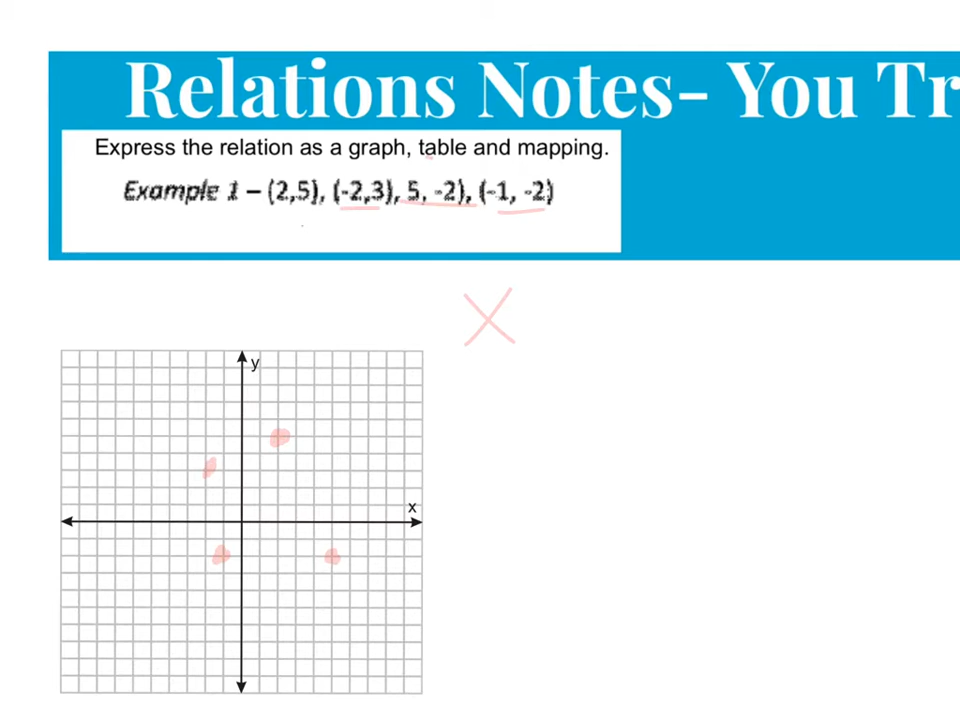 Relations Notes- You Tr
Express the relation as a graph, table and mapping.
Example 1 – (2,5), (-2,3), 5, -2), (-1, -2)
X
y
x